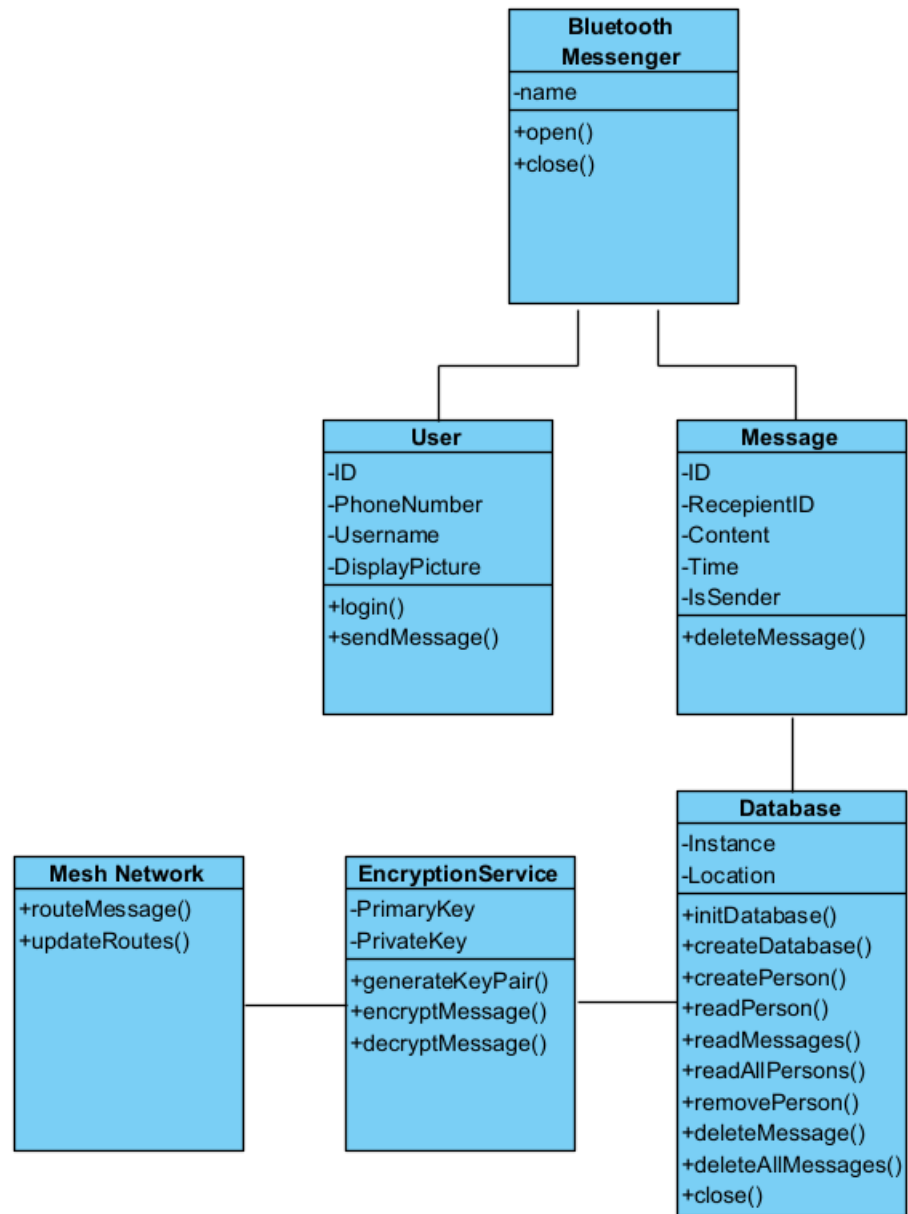 Bluetooth
Messenger
-name
+open()
+close()
User
-ID
-PhoneNumber
-Username
-DisplayPicture
+login()
+sendMessage()
Message
-ID
-RecepientID
-Content
-Time
-IsSender
+deleteMessage()
Mesh Network
+routeMessage()
+updateRoutes()
EncryptionService
-PrimaryKey
-PrivateKey
+generateKeyPair()
+encryptMessage()
+decryptMessage()
Database
-Instance
-Location
+initDatabase()
+createDatabase()
+createPerson()
+readPerson()
+readMessages()
+readAllPersons()
+removePerson()
+deleteMessage()
+deleteAllMessages()
+close()